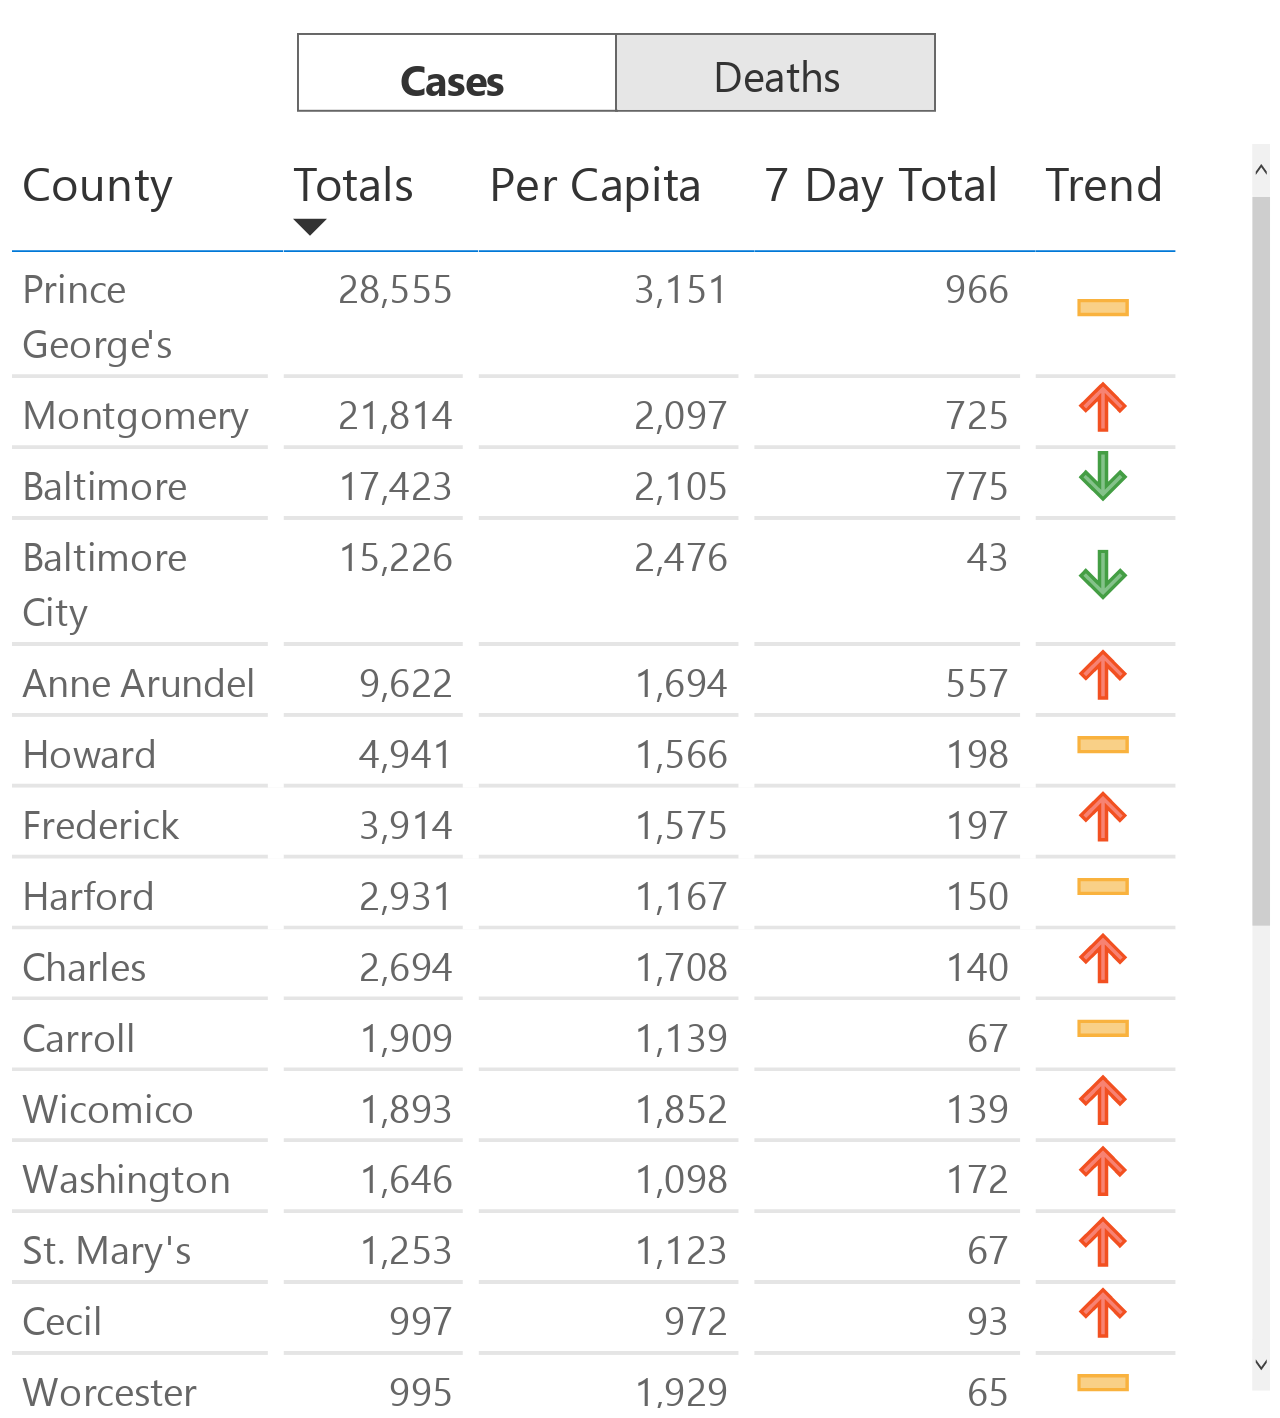 Cases Deaths
County Totals Per Capita 7 Day Total Trend
Prince 28,555 3,151 966
George's
Montgomery 21,814 2,097 725
Baltimore 17,423 2,105 775
Baltimore 15,226 2,476 43
City
Anne Arundel 9,622 1,694 557
Howard 4,941 1,566 198
Frederick 3,914 1,575 197
Harford 2,931 1,167 150
Charles 2,694 1,708 140
Carroll 1,909 1,139 67
Wicomico 1,893 1,852 139
Washington 1,646 1,098 172
St. Mary's 1,253 1,123 67
Cecil 997 972 93
Worcester 995 1,929 65